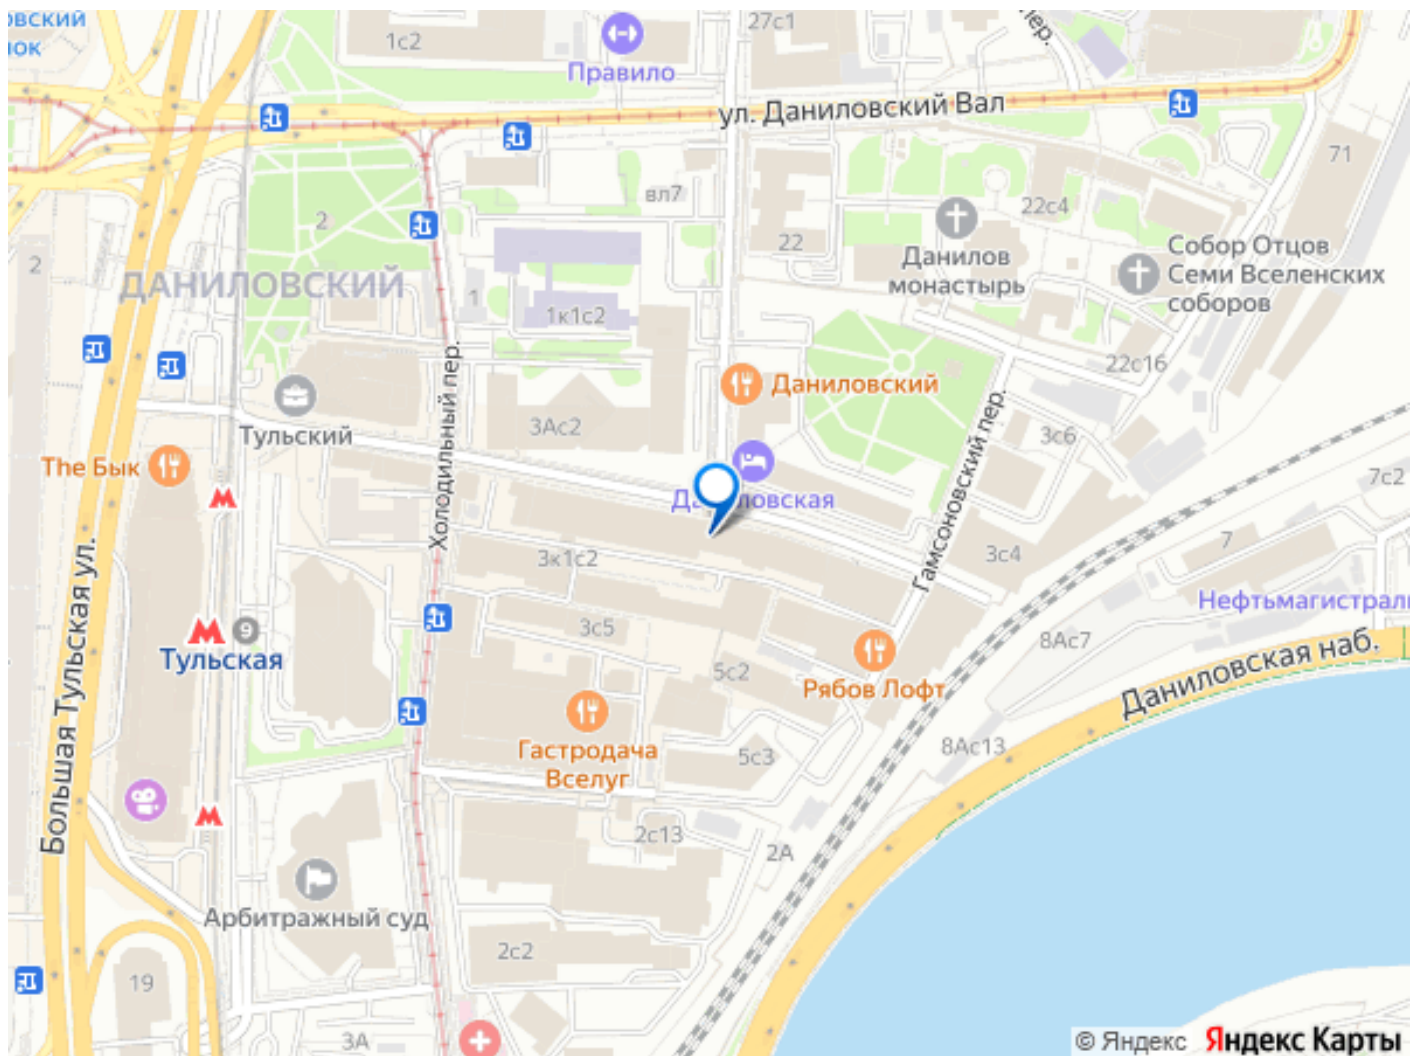 вский
ок
1с2
Правило
27с1
пер.
ул. Даниловский Вал
71
вл7
2
22
22с4
Данилов
монастырь
Собор Отцов
Семи Вселенских
соборов
2
ДАНИЛОВСКИЙ
1
1к1с2
22с16
Холодильный пер.
Даниловский
Тульский
3Ас2
3с6
Гамсоновский пер.
The Бык
7с2
Даниловская
3к1с2
3с4
7
Нефтьмагистраль
Большая Тульская ул.
9
Тульская
3с5
8Ас7
5с2
Рябов Лофт
Даниловская наб.
Гастродача
Вселуг
5с3
8Ас13
2с13
2А
Арбитражный суд
2с2
19
3А
© Яндекс Яндекс Карты